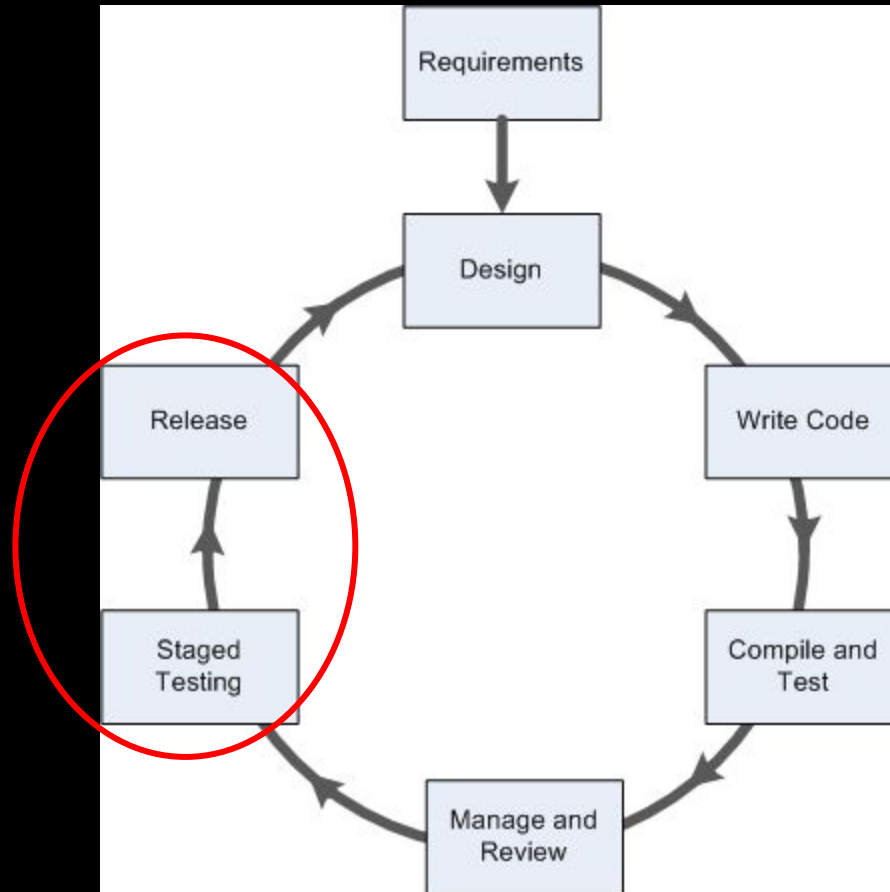 Requirements
Design
Release
Write Code
Staged
Testing
Compile and
Test
Manage and
Review